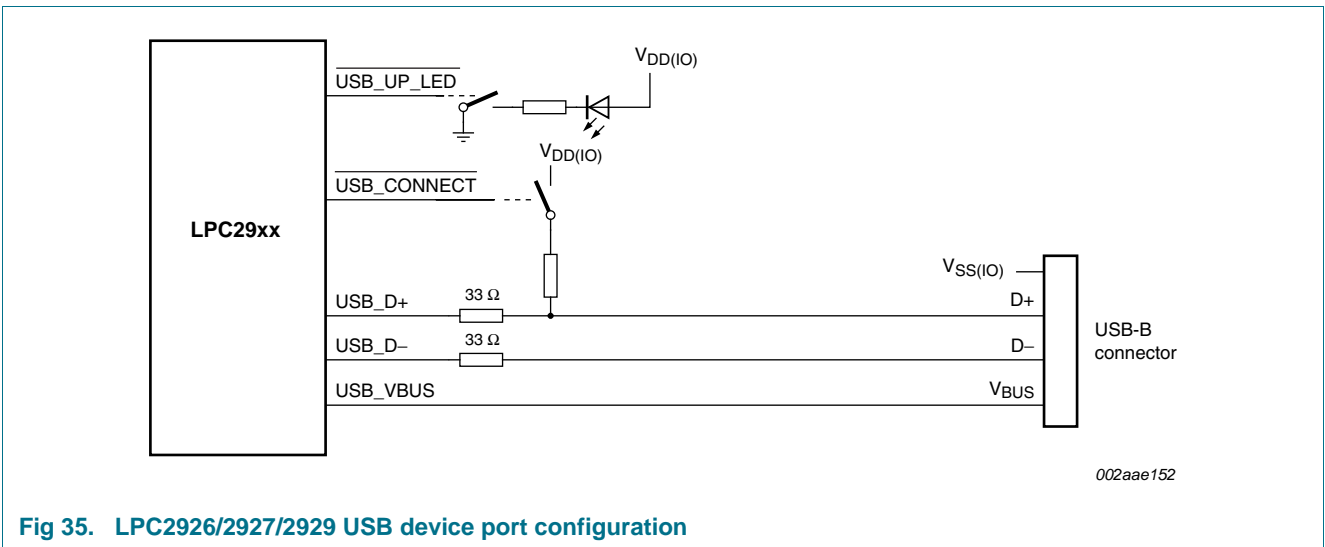 V_DD(IO)
USB_UP_LED
V_DD(IO)
USB_CONNECT
LPC29xx
V_SS(IO)
USB_D+
33 Ω
D+
USB_D−
33 Ω
D−
USB-B
connector
USB_VBUS
V_BUS
002aae152
Fig 35. LPC2926/2927/2929 USB device port configuration